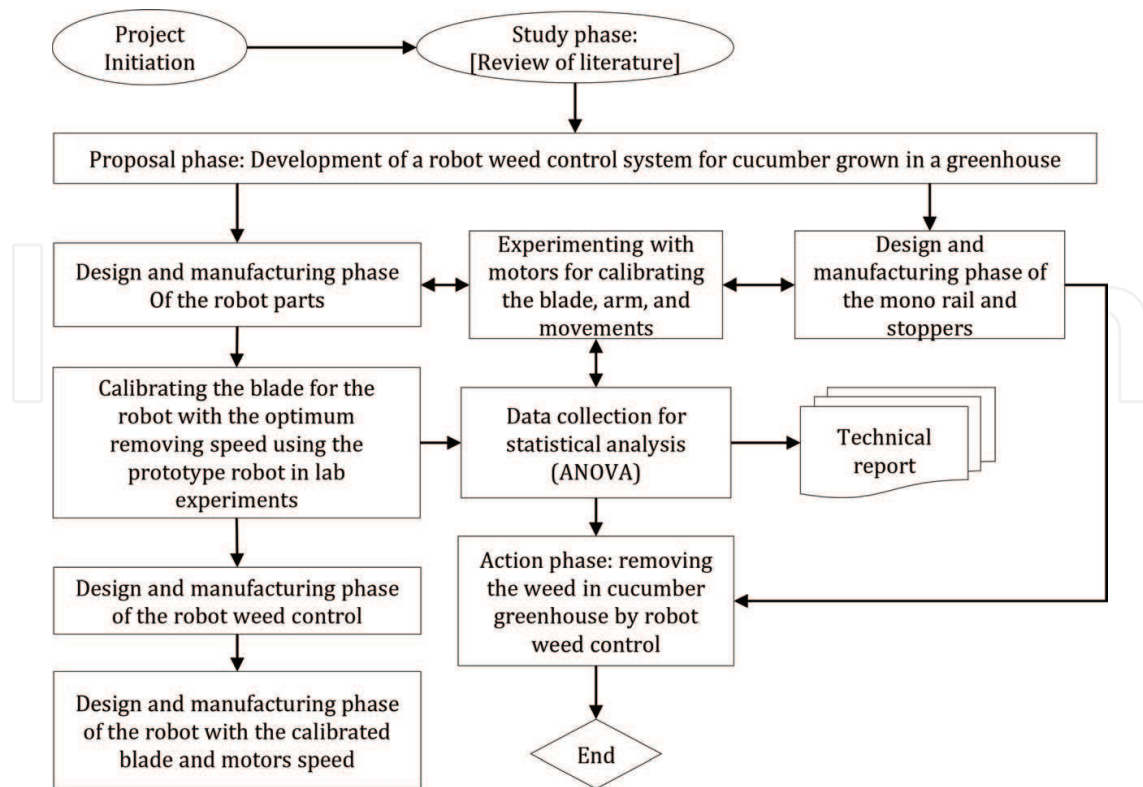 Project
Initiation
Study phase:
[Review of literature]
Proposal phase: Development of a robot weed control system for cucumber grown in a greenhouse
Design and manufacturing phase
Of the robot parts
Experimenting with
motors for calibrating
the blade, arm, and
movements
Design and
manufacturing phase of
the mono rail and
stoppers
Calibrating the blade for the
robot with the optimum
removing speed using the
prototype robot in lab
experiments
Data collection for
statistical analysis
(ANOVA)
Technical
report
Design and manufacturing phase
of the robot weed control
Action phase: removing
the weed in cucumber
greenhouse by robot
weed control
Design and manufacturing phase
of the robot with the calibrated
blade and motors speed
End